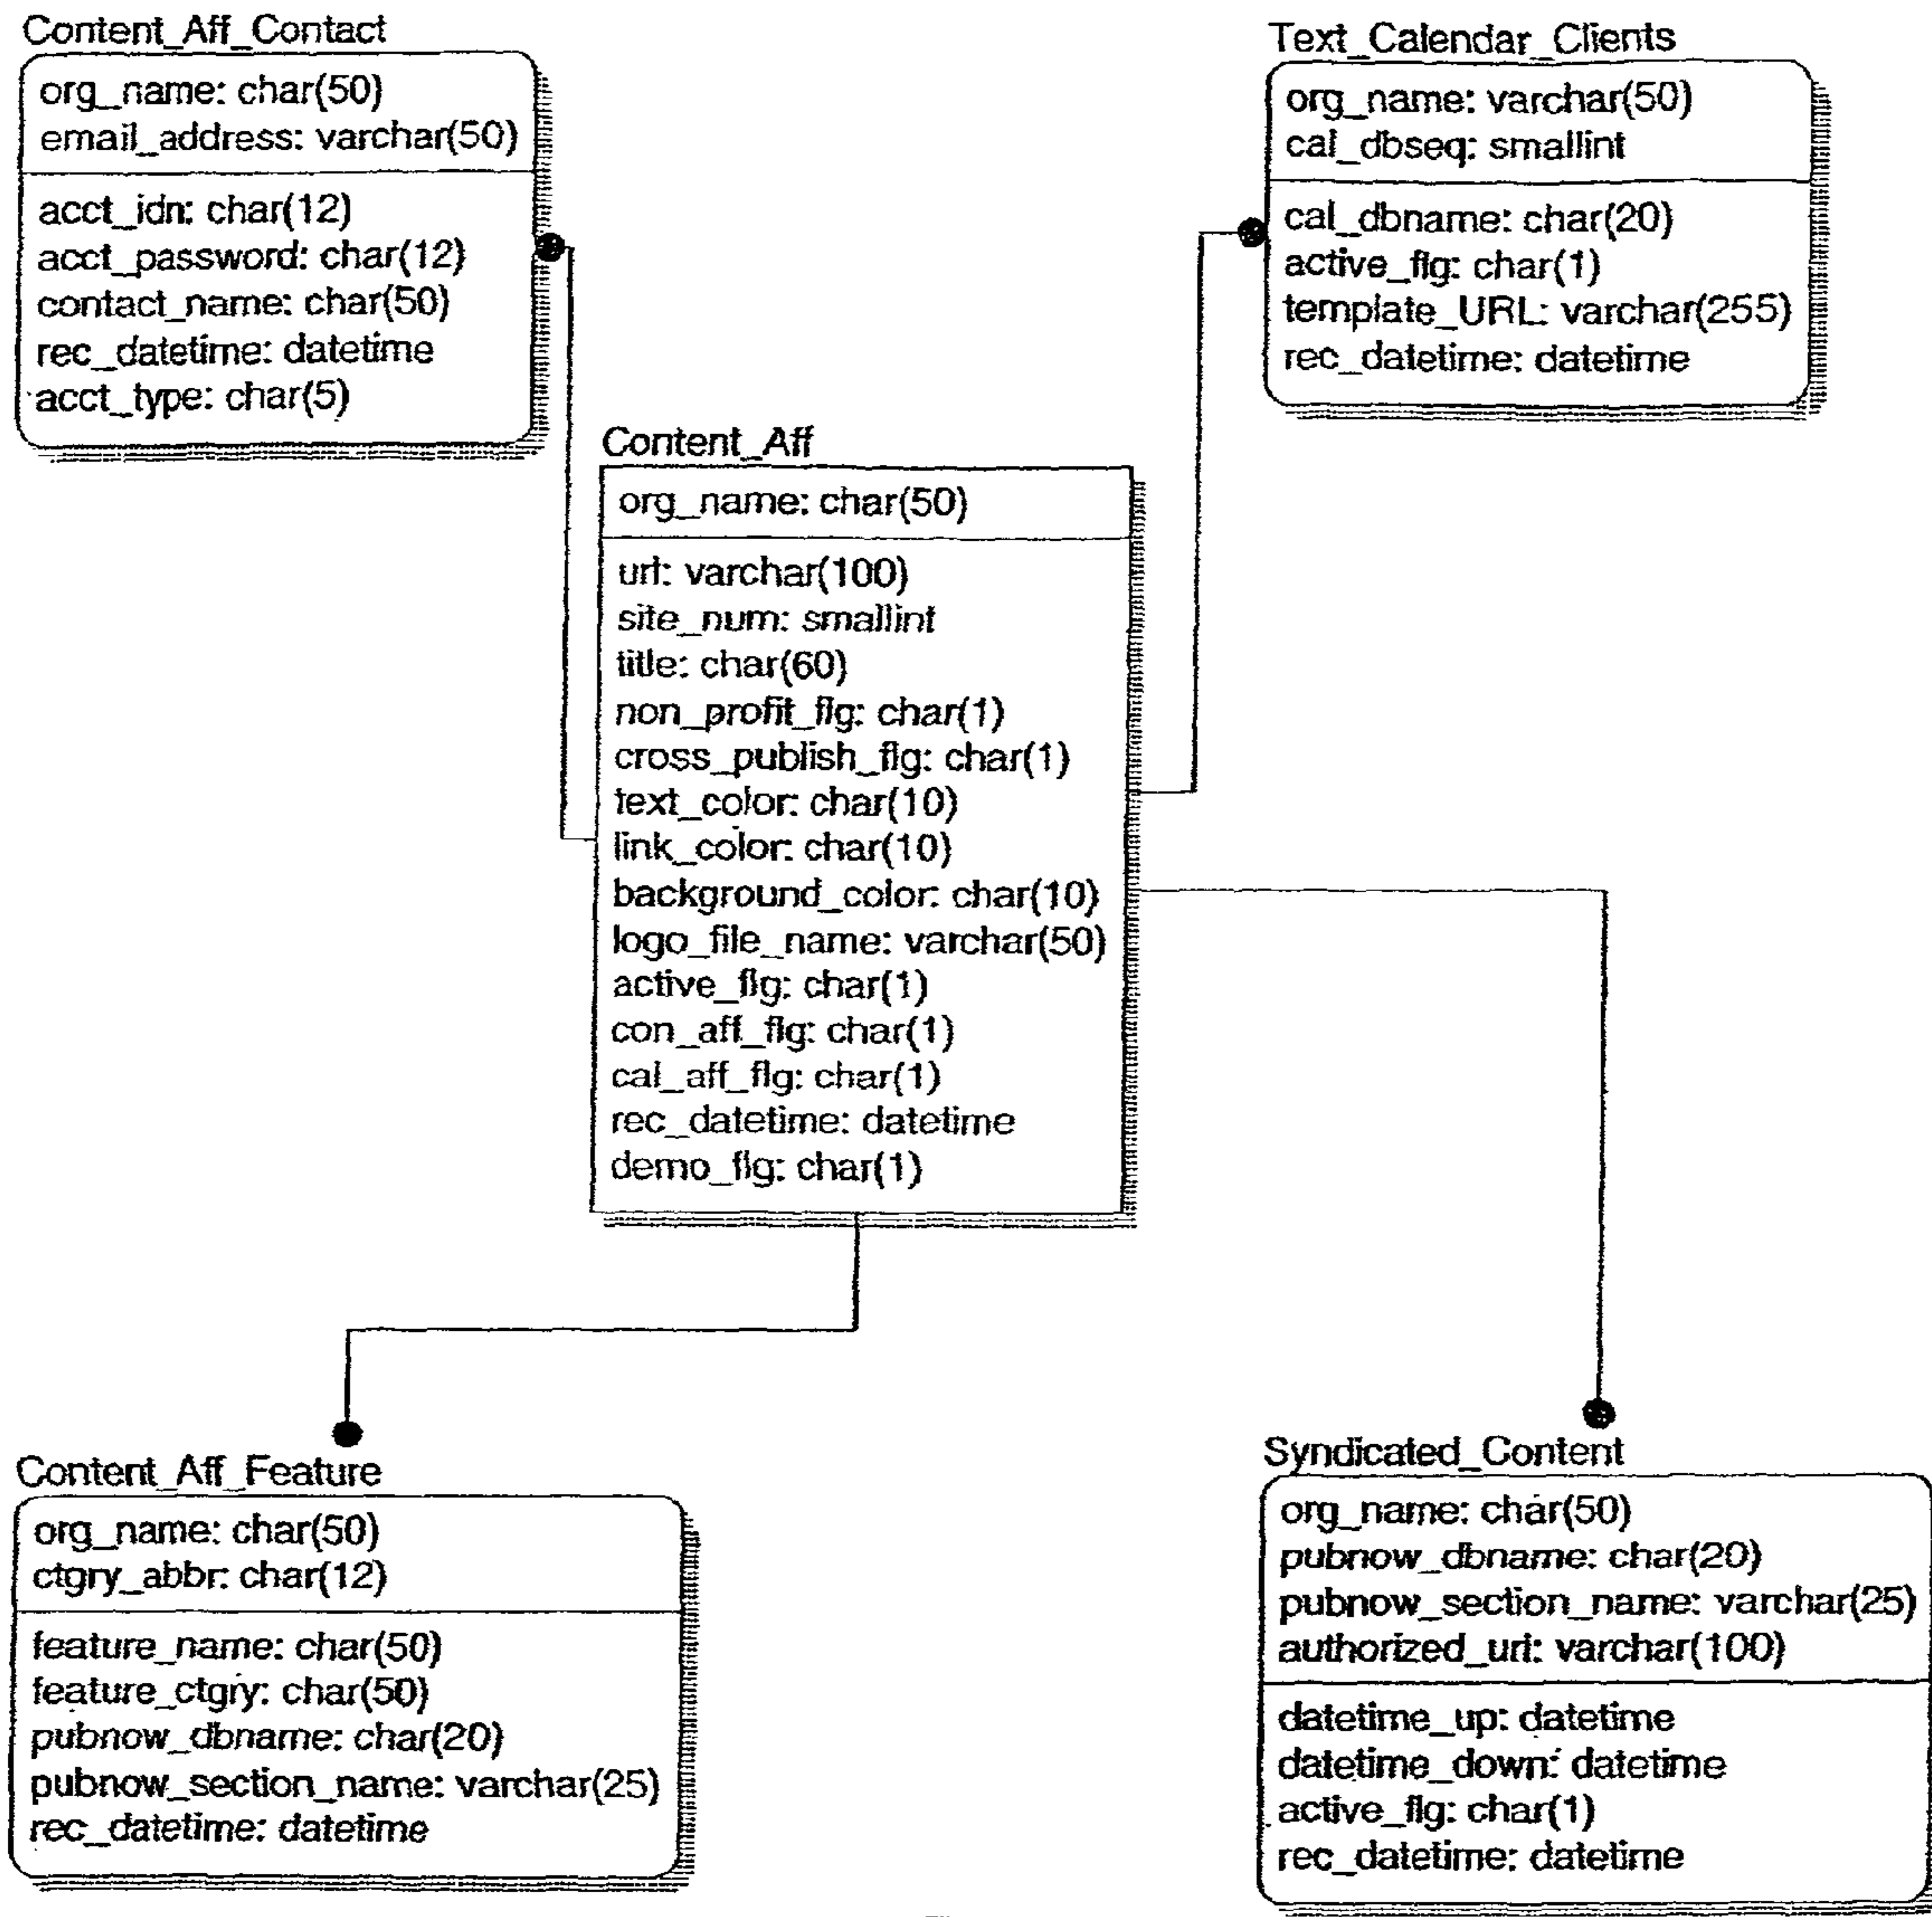 Content_Aff_Contact
org_name: char(50)
email_address: varchar(50)
acct_idn: char(12)
acct_password: char(12)
contact_name: char(50)
rec_datetime: datetime
acct_type: char(5)
Text_Calendar_Clients
org_name: varchar(50)
cal_dbseq: smallint
cal_dbname: char(20)
active_flg: char(1)
template_URL: varchar(255)
rec_datetime: datetime
Content_Aff
org_name: char(50)
url: varchar(100)
site_num: smallint
title: char(60)
non_profit_flg: char(1)
cross_publish_flg: char(1)
text_color: char(10)
link_color: char(10)
background_color: char(10)
logo_file_name: varchar(50)
active_flg: char(1)
con_aff_flg: char(1)
cal_aff_flg: char(1)
rec_datetime: datetime
demo_flg: char(1)
Content_Aff_Feature
org_name: char(50)
ctgry_abbr: char(12)
feature_name: char(50)
feature_ctgry: char(50)
pubnow_dbname: char(20)
pubnow_section_name: varchar(25)
rec_datetime: datetime
Syndicated_Content
org_name: char(50)
pubnow_dbname: char(20)
pubnow_section_name: varchar(25)
authorized_url: varchar(100)
datetime_up: datetime
datetime_down: datetime
active_flg: char(1)
rec_datetime: datetime